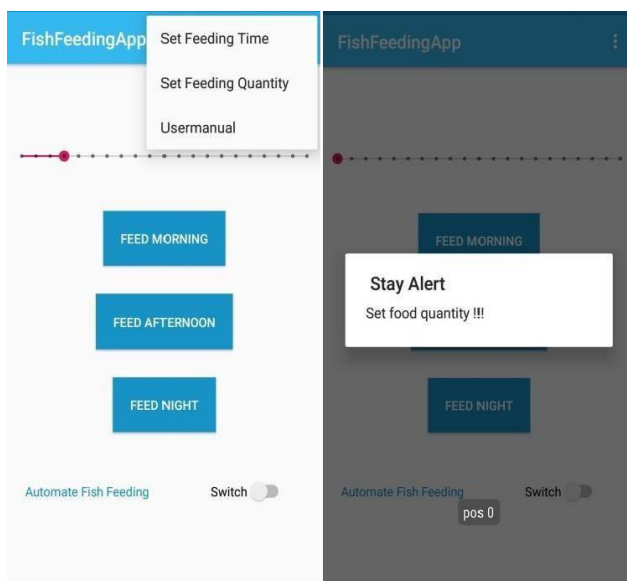 FishFeedingApp
Set Feeding Time
Set Feeding Quantity
Usermanual
FEED MORNING
FEED AFTERNOON
FEED NIGHT
Automate Fish Feeding
Switch
FishFeedingApp
FEED MORNING
Stay Alert
Set food quantity !!!
FEED NIGHT
Automate Fish Feeding
Switch
pos 0